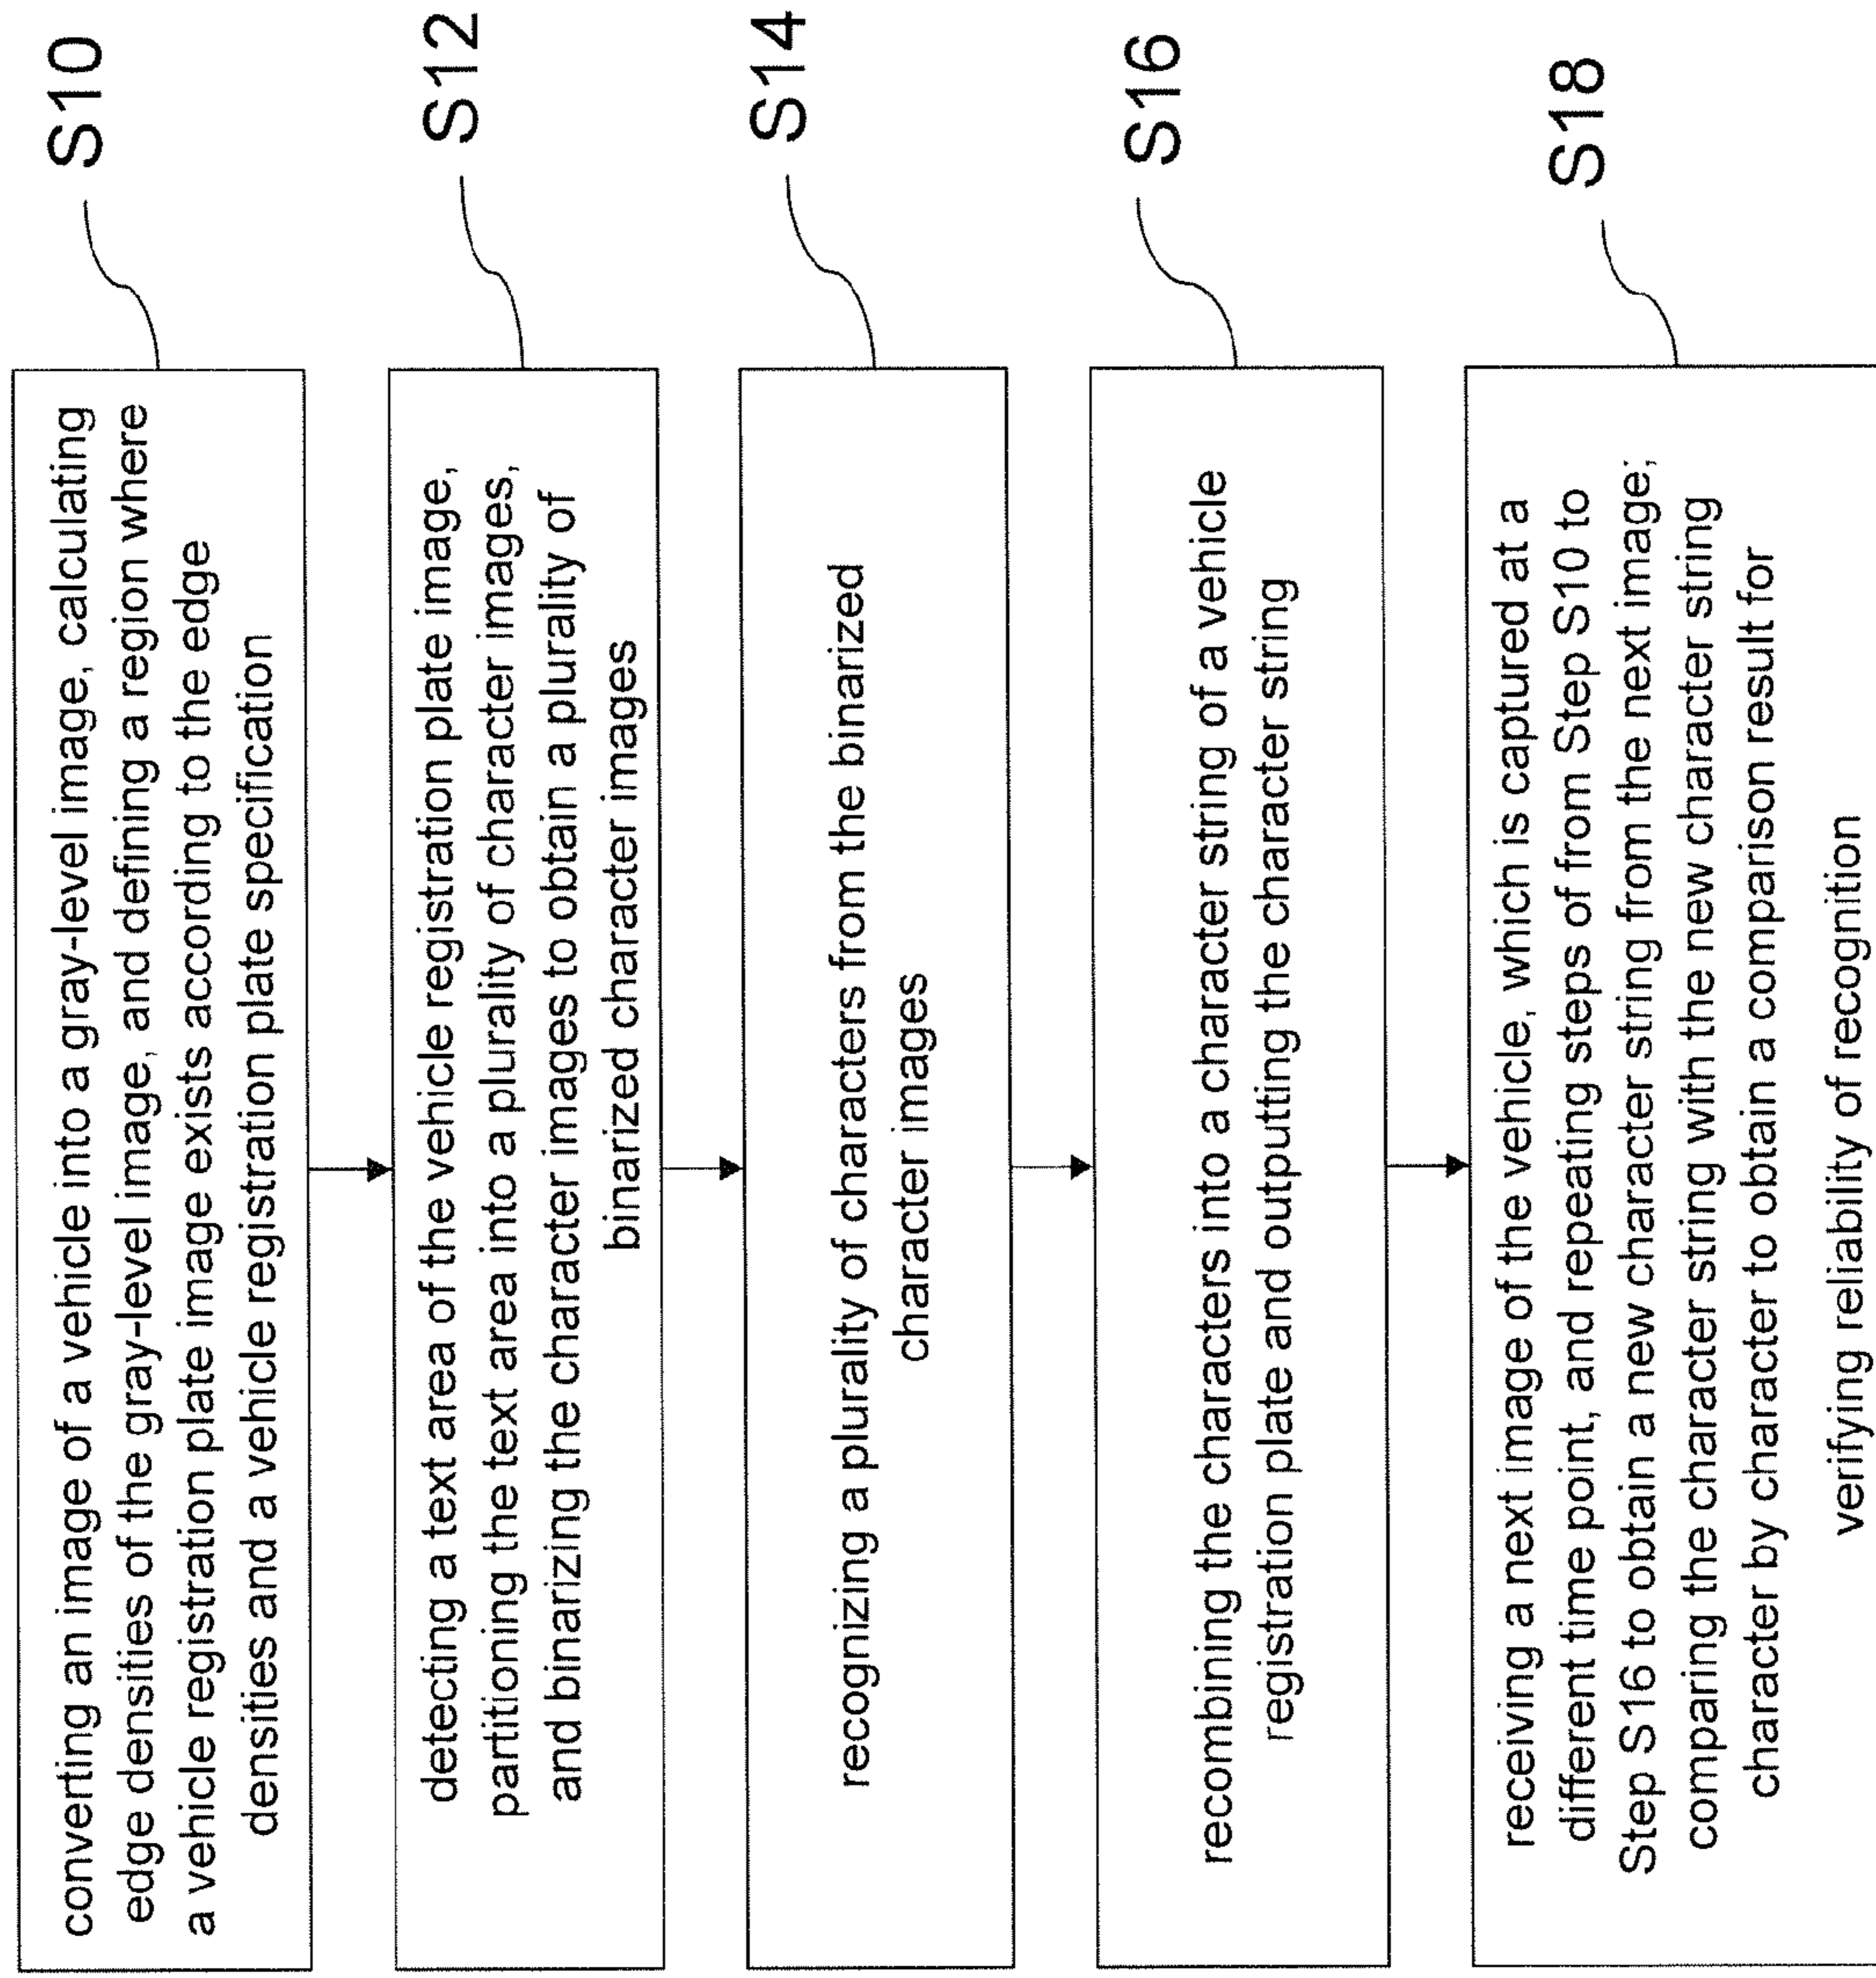 converting an image of a vehicle into a gray-level image, calculating
edge densities of the gray-level image, and defining a region where
a vehicle registration plate image exists according to the edge
densities and a vehicle registration plate specification
S10
detecting a text area of the vehicle registration plate image,
partitioning the text area into a plurality of character images,
and binarizing the character images to obtain a plurality of
binarized character images
S12
recognizing a plurality of characters from the binarized
character images
S14
recombining the characters into a character string of a vehicle
registration plate and outputting the character string
S16
receiving a next image of the vehicle, which is captured at a
different time point, and repeating steps of from Step S10 to
Step S16 to obtain a new character string from the next image;
comparing the character string with the new character string
character by character to obtain a comparison result for
verifying reliability of recognition
S18